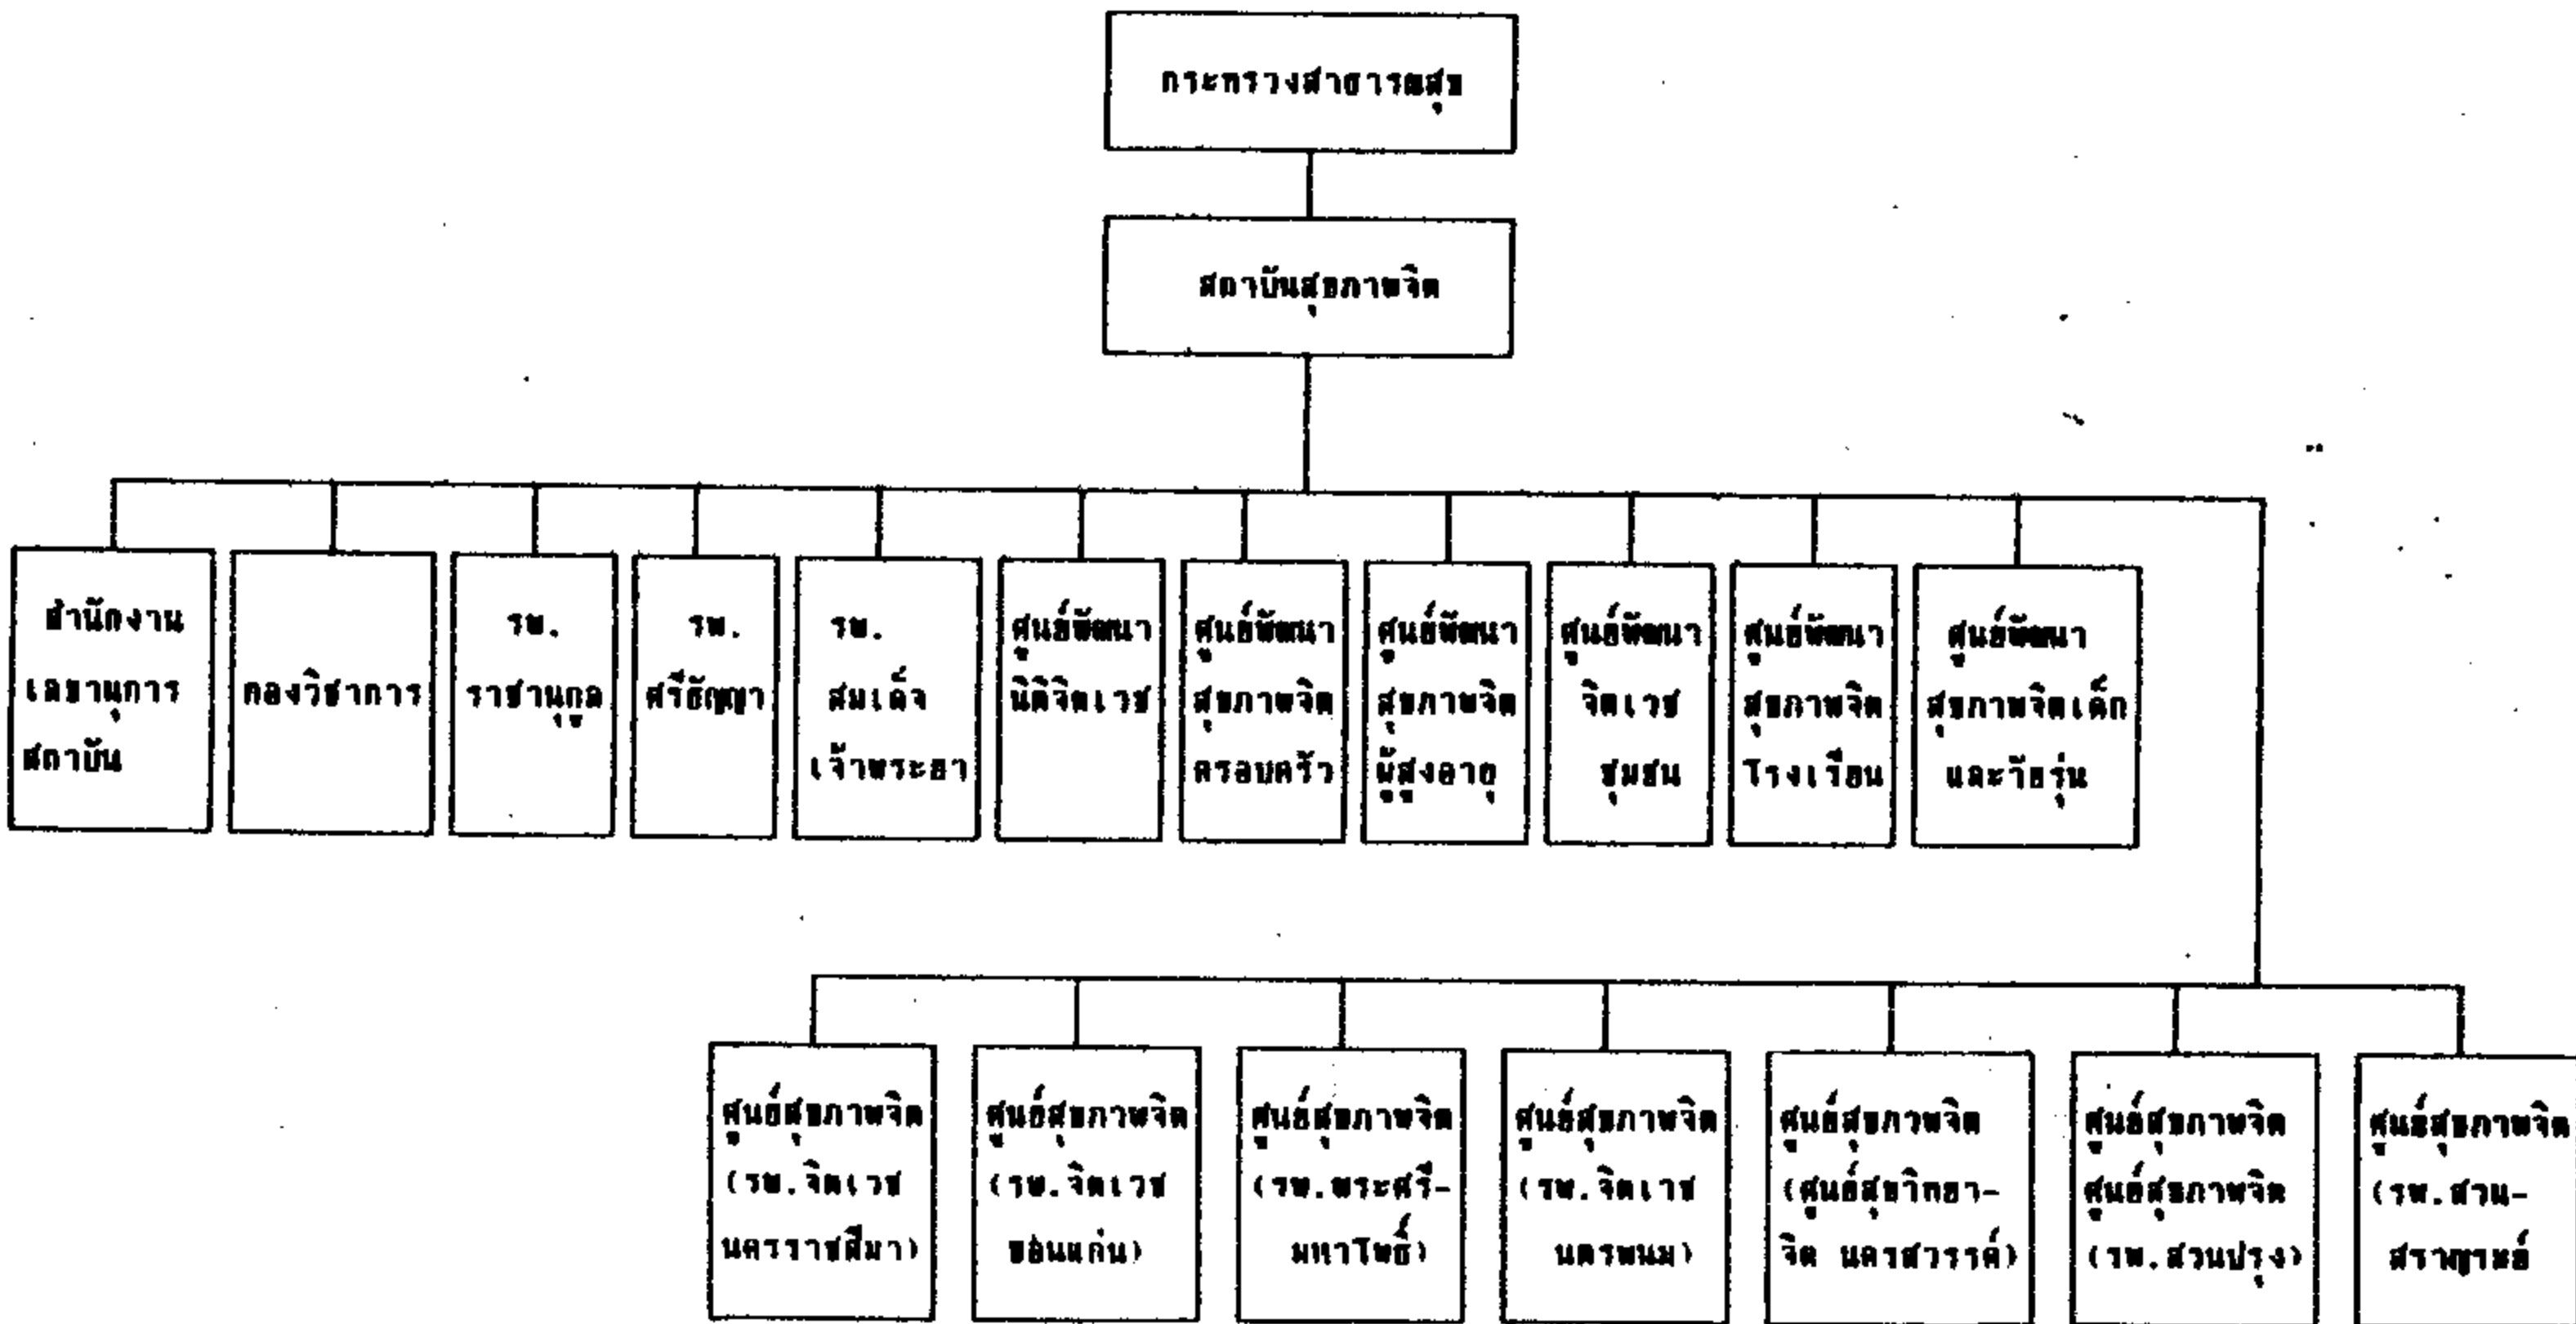 กระทรวงสาธารณสุข
สถาบันสุขภาพจิต
สำนักงาน
เลขานุการ
สถาบัน
กองวิชาการ
รพ.
ราชานุกูล
รพ.
ศรีธัญญา
รพ.
สมเด็จ
เจ้าพระยา
ศูนย์พัฒนา
นิติจิตเวช
ศูนย์พัฒนา
สุขภาพจิต
ครอบครัว
ศูนย์พัฒนา
สุขภาพจิต
ผู้สูงอายุ
ศูนย์พัฒนา
จิตเวช
ชุมชน
ศูนย์พัฒนา
สุขภาพจิต
โรงเรียน
ศูนย์พัฒนา
สุขภาพจิตเด็ก
และวัยรุ่น
ศูนย์สุขภาพจิต
(รพ.จิตเวช
นครราชสีมา)
ศูนย์สุขภาพจิต
(รพ.จิตเวช
ขอนแก่น)
ศูนย์สุขภาพจิต
(รพ.พระศรี-
มหาโพธิ์)
ศูนย์สุขภาพจิต
(รพ.จิตเวช
นครพนม)
ศูนย์สุขภาพจิต
(ศูนย์สุขวิทยา-
จิต นครสวรรค์)
ศูนย์สุขภาพจิต
ศูนย์สุขภาพจิต
(รพ.สวนปรุง)
ศูนย์สุขภาพจิต
(รพ.สวน-
สราญรมย์